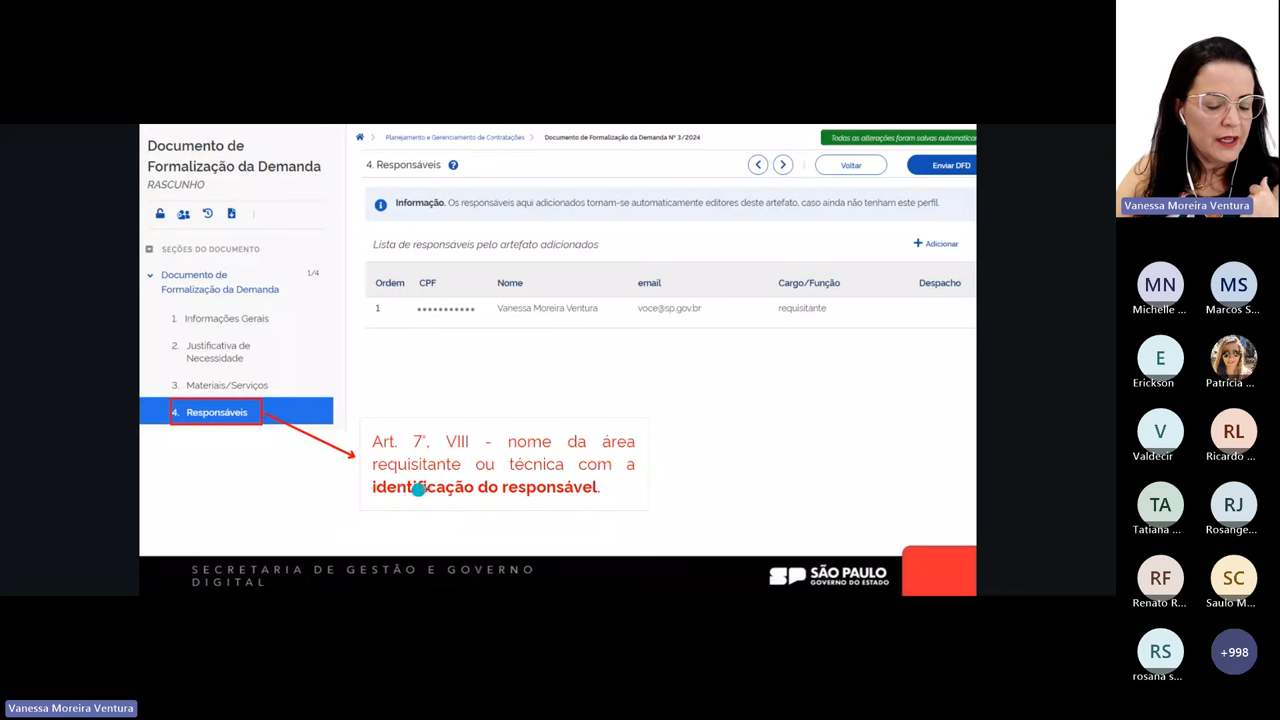 Documento de
Formalização da Demanda
RASCUNHO
SEÇÕES DO DOCUMENTO
Documento de
Formalização da Demanda
1/4
1 Informações Gerais
2. Justificativa de
Necessidade
3. Materiais/Serviços
4. Responsáveis
Planejamento e Gerenciamento de Contratações
Documento de Formalização da Demanda Nº 3/2024
Todas as alterações foram salvas automatica
4. Responsáveis
Voltar
Enviar DFD
Informação. Os responsáveis aqui adicionados tornam-se automaticamente editores deste artefato, caso ainda não tenham este perfil.
Lista de responsáveis pelo artefato adicionados
+ Adicionar
Ordem CPF Nome email Cargo/Função Despacho
1 ••••••••••• Vanessa Moreira Ventura voce@sp.gov.br requisitante
Art. 7°, VIII - nome da área
requisitante ou técnica com a
identificação do responsável.
SECRETARIA DE GESTÃO E GOVERNO
DIGITAL
SÃO PAULO
GOVERNO DO ESTADO
Vanessa Moreira Ventura
MN
Michelle ...
MS
Marcos S...
E
Erickson
Patrícia ...
V
Valdecir
RL
Ricardo ...
TA
Tatiana ...
RJ
Rosange...
RF
Renato R...
SC
Saulo M...
RS
rosana s...
+998
Vanessa Moreira Ventura